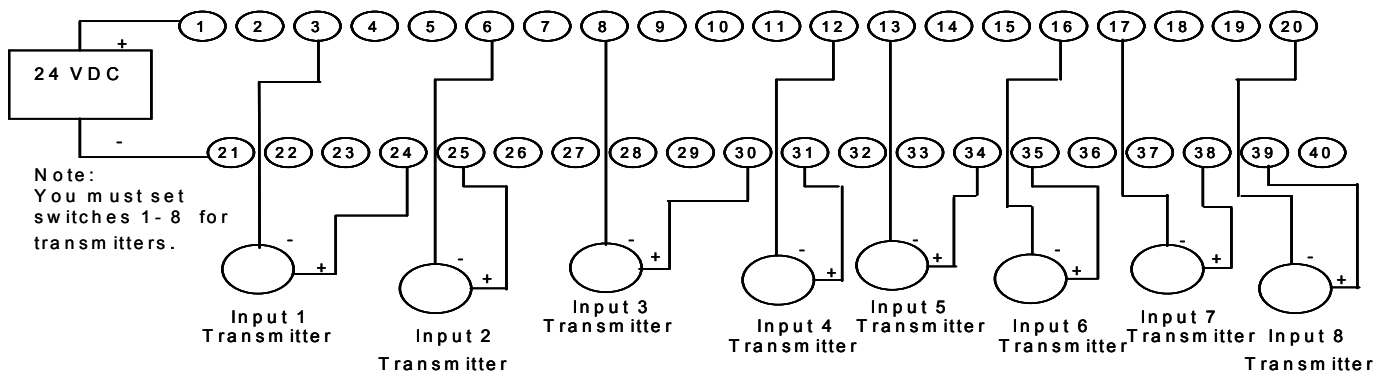 1 2 3 4 5 6 7 8 9 10 11 12 13 14 15 16 17 18 19 20
+
24 VDC
-
21 22 23 24 25 26 27 28 29 30 31 32 33 34 35 36 37 38 39 40
Note:
You must set
switches 1-8 for
transmitters.
- + - + - + - + - + - + - + - +
Input 1
Transmitter
Input 2
Transmitter
Input 3
Transmitter
Input 4
Transmitter
Input 5
Transmitter
Input 6
Transmitter
Input 7
Transmitter
Input 8
Transmitter